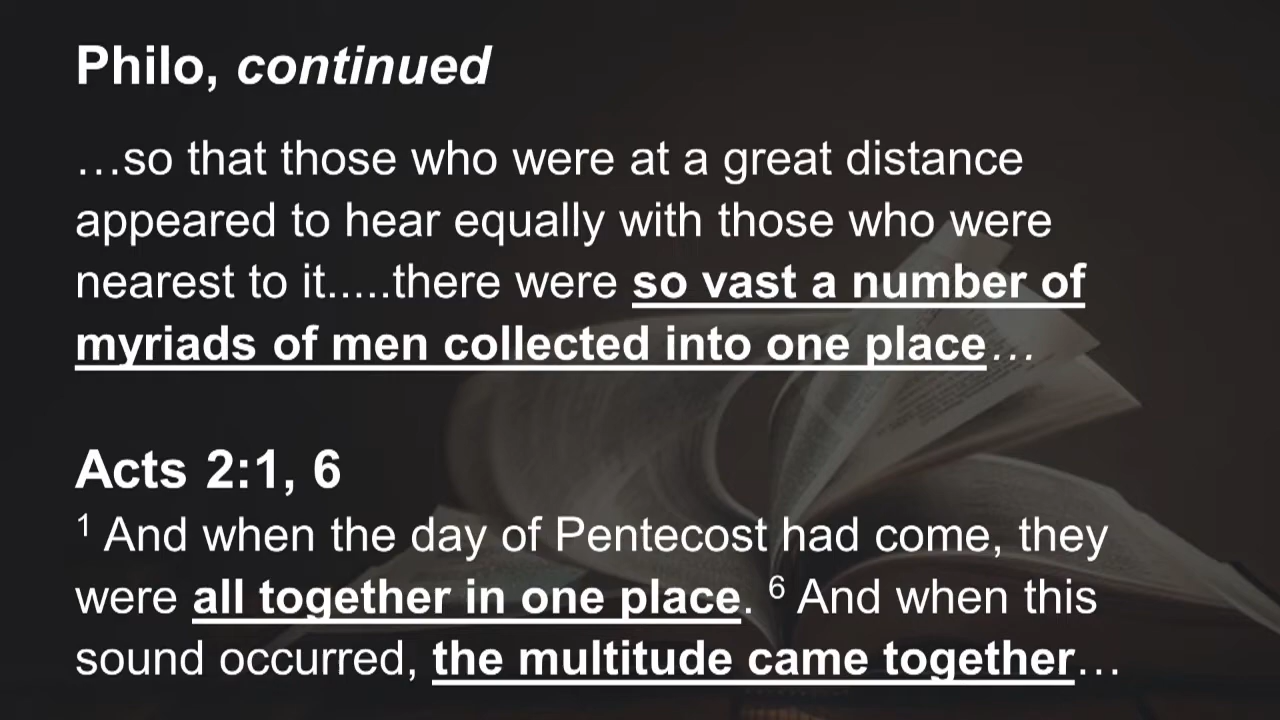 Philo, continued
…so that those who were at a great distance
appeared to hear equally with those who were
nearest to it.....there were so vast a number of
myriads of men collected into one place…
Acts 2:1, 6
1 And when the day of Pentecost had come, they
were all together in one place. 6 And when this
sound occurred, the multitude came together…